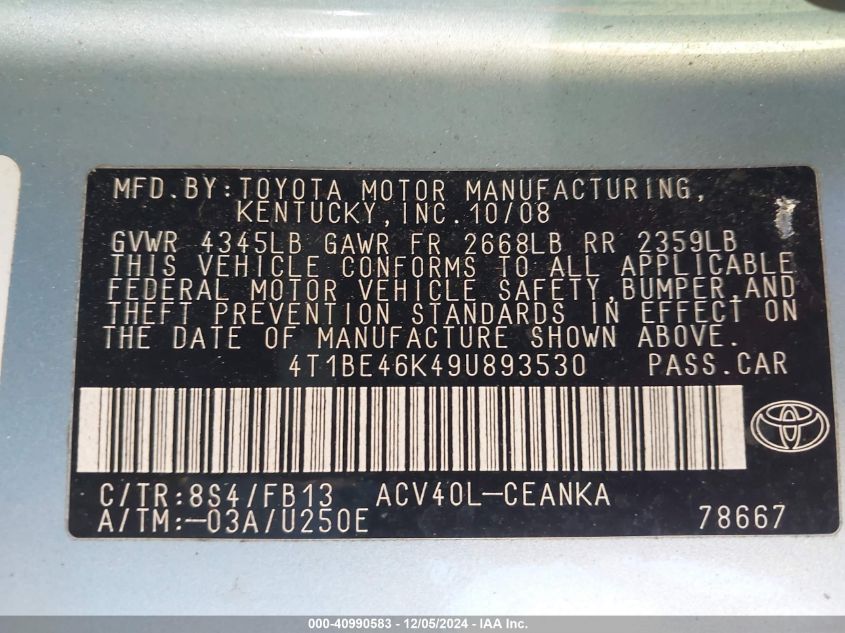 MFD.BY:TOYOTA MOTOR MANUFACTURING,
KENTUCKY,INC.10/08
GVWR 4345LB GAWR FR 2668LB RR 2359LB
THIS VEHICLE CONFORMS TO ALL APPLICABLE
FEDERAL MOTOR VEHICLE SAFETY,BUMPER,AND
THEFT PREVENTION STANDARDS IN EFFECT ON
THE DATE OF MANUFACTURE SHOWN ABOVE.
4T1BE46K49U893530 PASS.CAR
C/TR:8S4/FB13 ACV40L-CEANKA
A/TM:-03A/U250E 78667
000-40990583 - 12/05/2024 - IAA Inc.